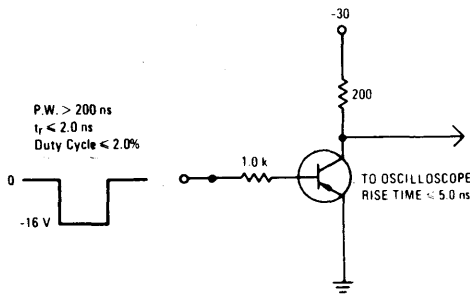 -30
200
P.W. > 200 ns
tr ≤ 2.0 ns
Duty Cycle ≤ 2.0%
1.0 k
0
-16 V
TO OSCILLOSCOPE
RISE TIME ≤ 5.0 ns